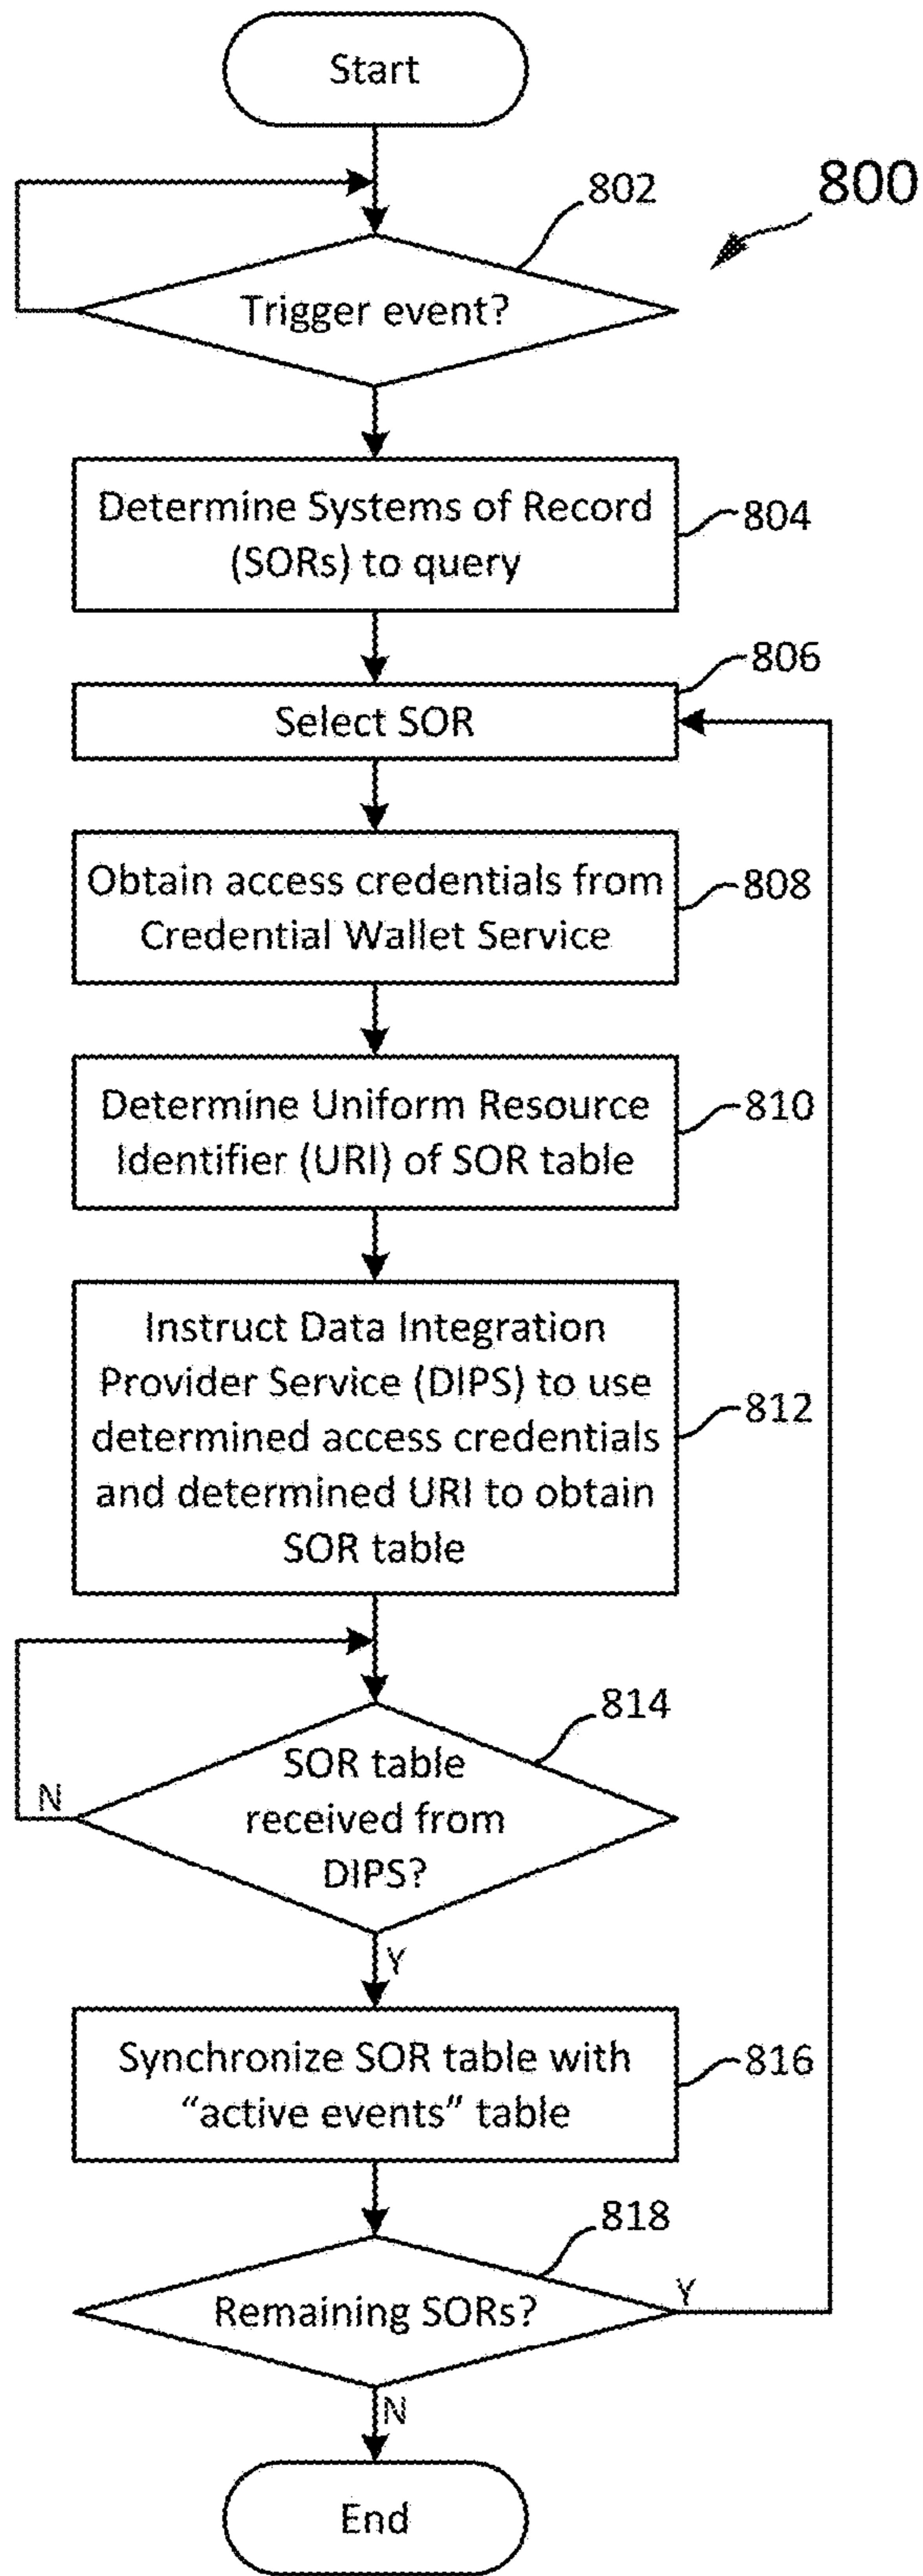 Start
800
802
Trigger event?
Determine Systems of Record
(SORs) to query
804
806
Select SOR
Obtain access credentials from
Credential Wallet Service
808
Determine Uniform Resource
Identifier (URI) of SOR table
810
Instruct Data Integration
Provider Service (DIPS) to use
determined access credentials
and determined URI to obtain
SOR table
812
814
SOR table
received from
DIPS?
N
Y
Synchronize SOR table with
“active events” table
816
818
Remaining SORs?
Y
N
End